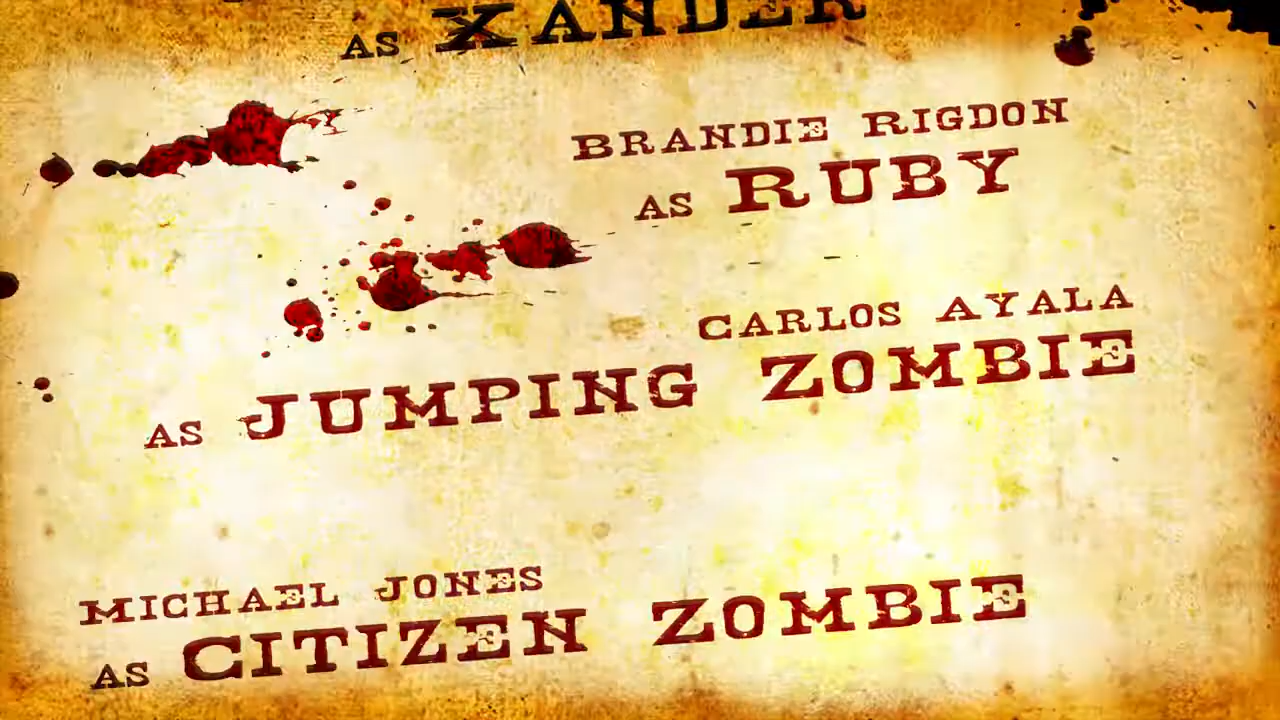 AS XANDER
BRANDIE RIGDON
AS RUBY
CARLOS AYALA
AS JUMPING ZOMBIE
MICHAEL JONES
AS CITIZEN ZOMBIE